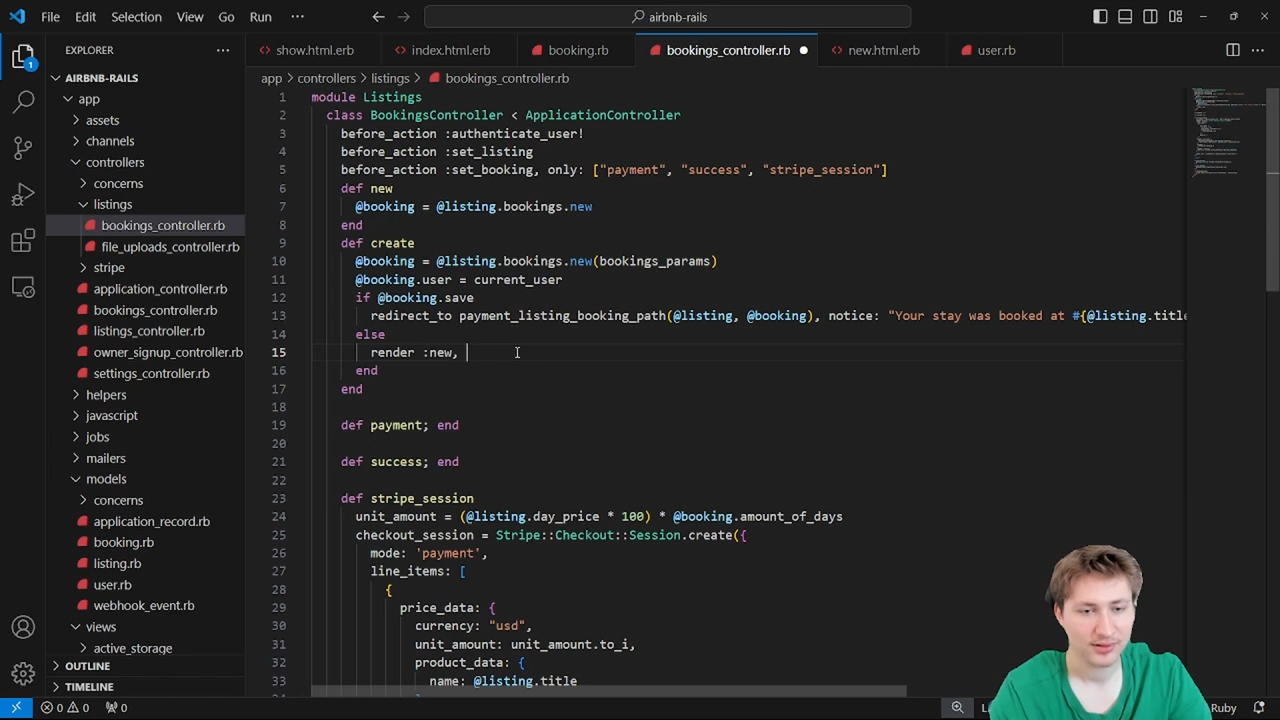 File Edit Selection View Go Run ··· airbnb-rails
EXPLORER ···
show.html.erb index.html.erb booking.rb bookings_controller.rb new.html.erb user.rb
AIRBNB-RAILS
app > controllers > listings > bookings_controller.rb
app
assets
channels
controllers
concerns
listings
bookings_controller.rb
file_uploads_controller.rb
stripe
application_controller.rb
bookings_controller.rb
listings_controller.rb
owner_signup_controller.rb
settings_controller.rb
helpers
javascript
jobs
mailers
models
concerns
application_record.rb
booking.rb
listing.rb
user.rb
webhook_event.rb
views
active_storage
OUTLINE
TIMELINE
1
1 module Listings
2 class BookingsController < ApplicationController
3 before_action :authenticate_user!
4 before_action :set_listing
5 before_action :set_booking, only: ["payment", "success", "stripe_session"]
6 def new
7 @booking = @listing.bookings.new
8 end
9 def create
10 @booking = @listing.bookings.new(bookings_params)
11 @booking.user = current_user
12 if @booking.save
13 redirect_to payment_listing_booking_path(@listing, @booking), notice: "Your stay was booked at #{@listing.title
14 else
15 render :new,
16 end
17 end
18
19 def payment; end
20
21 def success; end
22
23 def stripe_session
24 unit_amount = (@listing.day_price * 100) * @booking.amount_of_days
25 checkout_session = Stripe::Checkout::Session.create({
26 mode: 'payment',
27 line_items: [
28 {
29 price_data: {
30 currency: "usd",
31 unit_amount: unit_amount.to_i,
32 product_data: {
33 name: @listing.title
0 0 0 Ruby